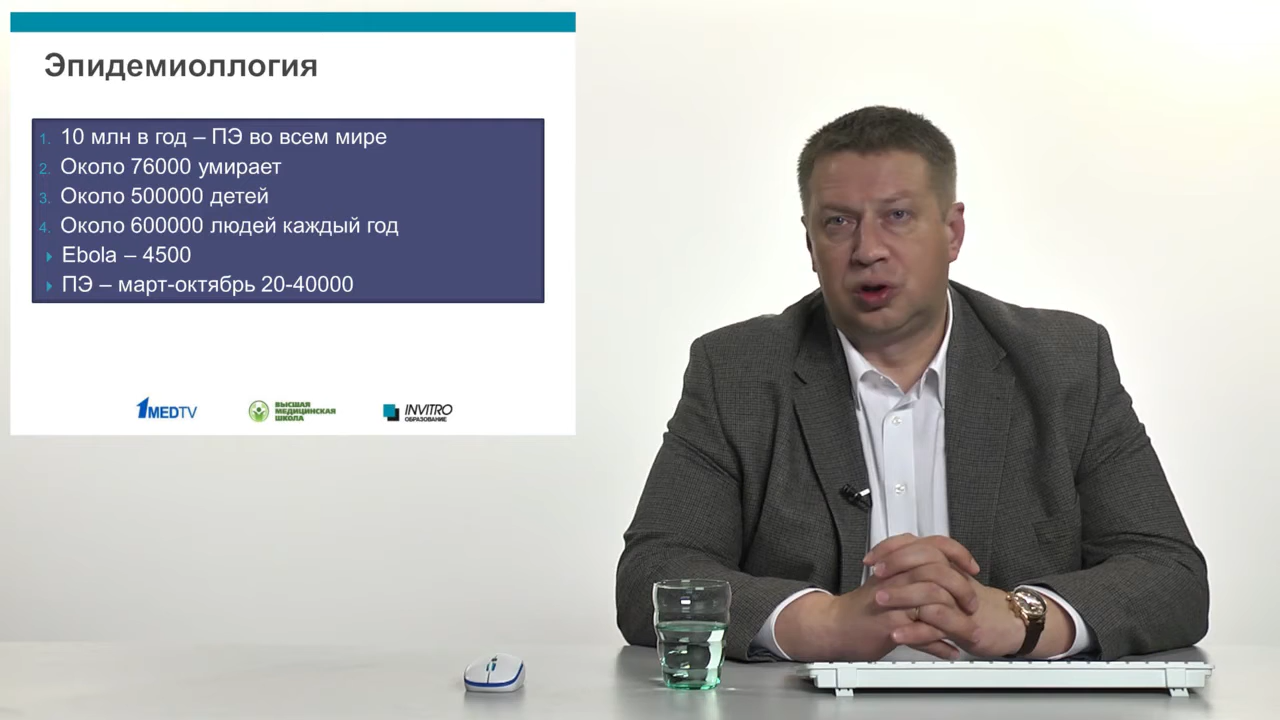 Эпидемиоллогия
1. 10 млн в год – ПЭ во всем мире
2. Около 76000 умирает
3. Около 500000 детей
4. Около 600000 людей каждый год
Ebola – 4500
ПЭ – март-октябрь 20-40000
1MEDTV
ВЫСШАЯ
МЕДИЦИНСКАЯ
ШКОЛА
INVITRO
ОБРАЗОВАНИЕ